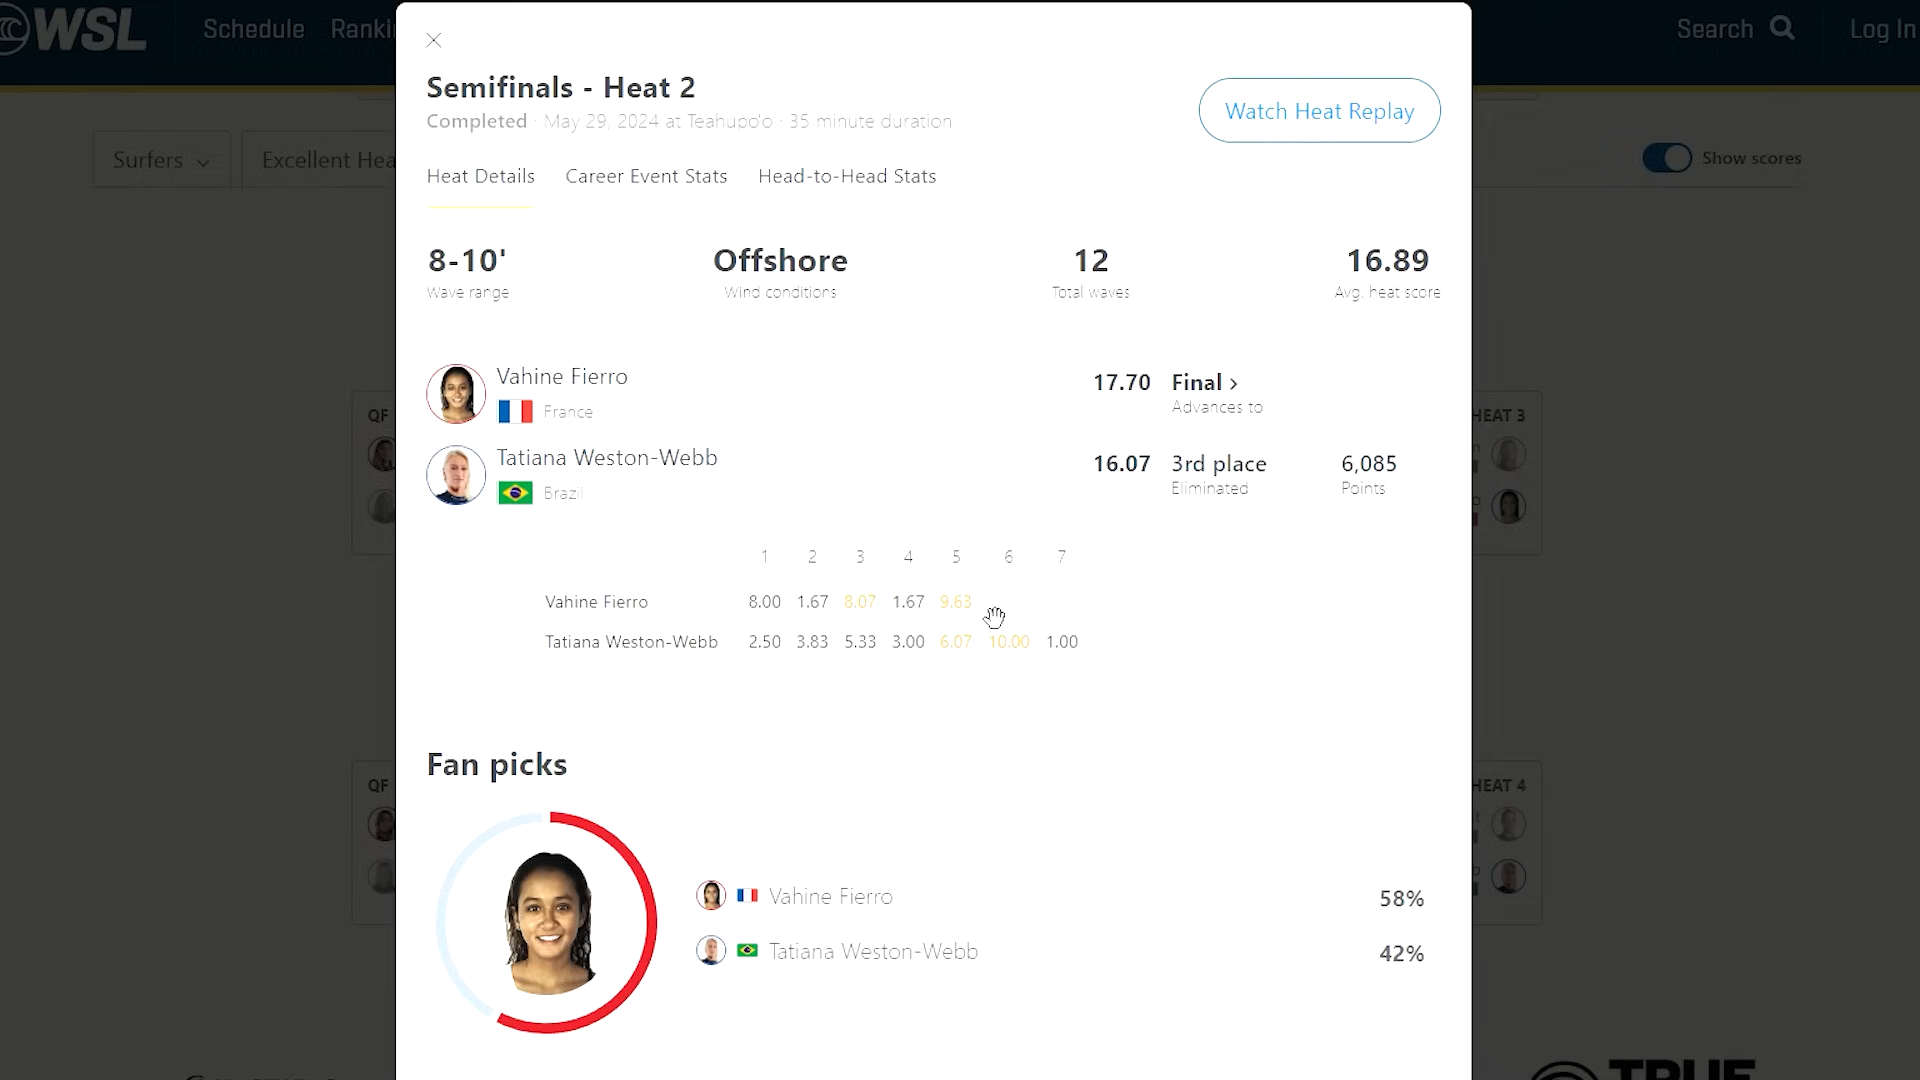 WSL
Schedule
Ranki
Search
Log In
Semifinals - Heat 2
Completed · May 29, 2024 at Teahupo'o · 35 minute duration
Watch Heat Replay
Surfers
Excellent Hea
Show scores
Heat Details
Career Event Stats
Head-to-Head Stats
8-10'
Offshore
12
16.89
Wave range
Wind conditions
Total waves
Avg. heat score
Vahine Fierro
17.70
Final ›
France
Advances to
QF
HEAT 3
Tatiana Weston-Webb
16.07
3rd place
6,085
Brazil
Eliminated
Points
1 2 3 4 5 6 7
Vahine Fierro 8.00 1.67 8.07 1.67 9.63
Tatiana Weston-Webb 2.50 3.83 5.33 3.00 6.07 10.00 1.00
Fan picks
QF
HEAT 4
Vahine Fierro 58%
Tatiana Weston-Webb 42%
TRUE